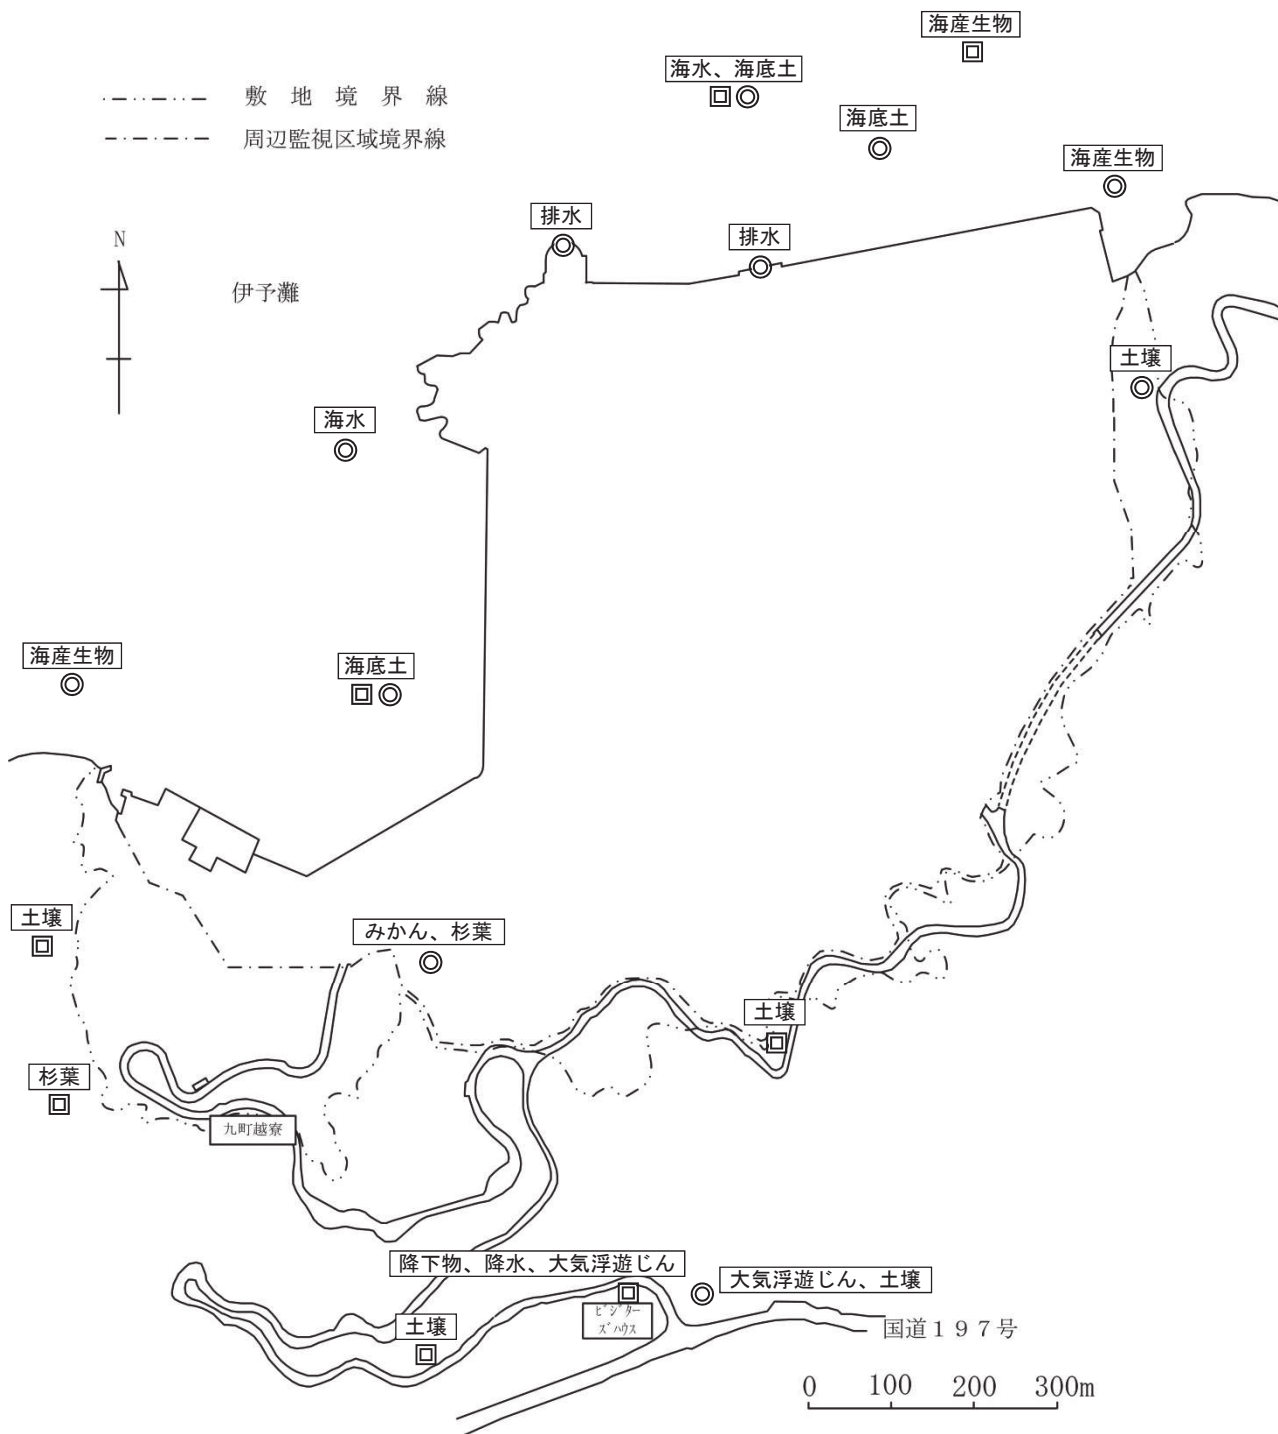 海産生物
海水、海底土
敷地境界線
海底土
周辺監視区域境界線
海産生物
排水
排水
N
伊予灘
土壌
海水
海産生物
海底土
土壌
みかん、杉葉
土壌
杉葉
九町越寮
降下物、降水、大気浮遊じん
大気浮遊じん、土壌
ビジター
ズハウス
土壌
国道197号
0 100 200 300m